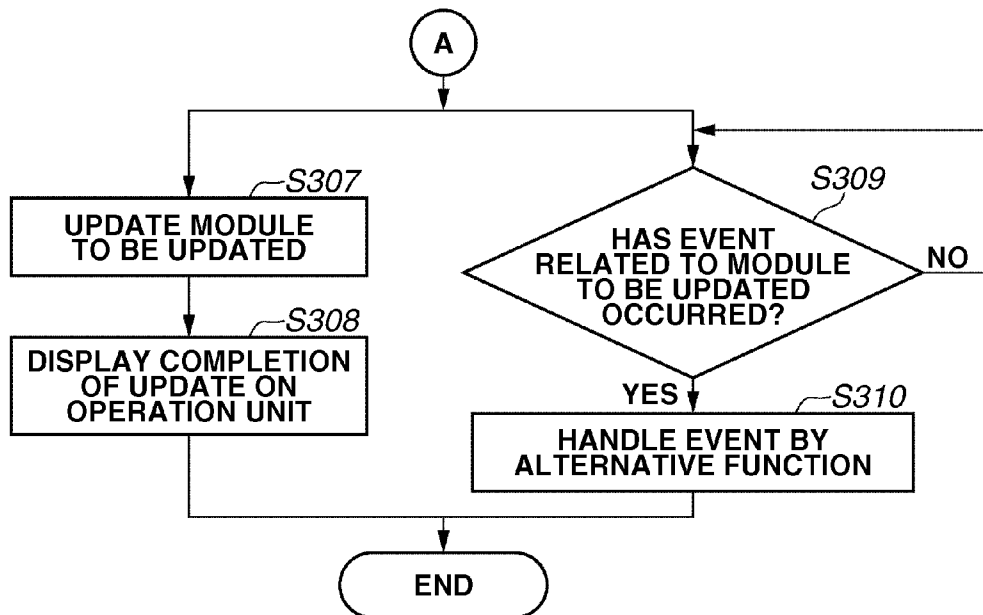 A
S307
UPDATE MODULE
TO BE UPDATED
S308
DISPLAY COMPLETION
OF UPDATE ON
OPERATION UNIT
S309
HAS EVENT
RELATED TO MODULE
TO BE UPDATED
OCCURRED?
NO
YES
S310
HANDLE EVENT BY
ALTERNATIVE FUNCTION
END